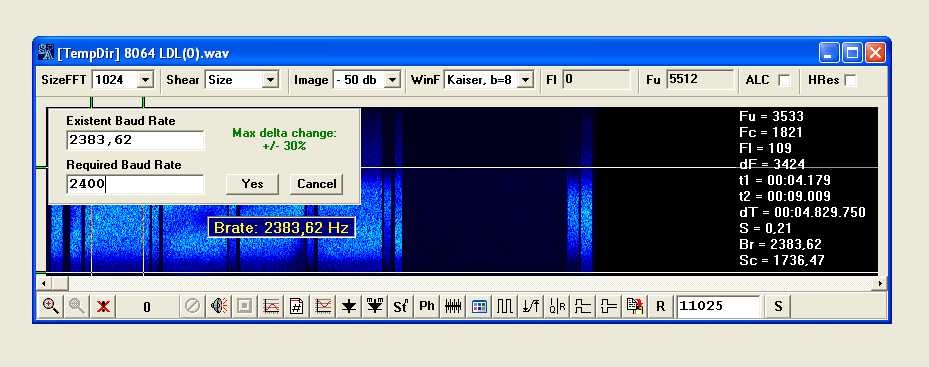 [TempDir] 8064 LDL(0).wav
SizeFFT 1024 Shear Size Image - 50 db WinF Kaiser, b=8 Fl 0 Fu 5512 ALC HRes
Existent Baud Rate
2383,62
Max delta change:
+/- 30%
Required Baud Rate
2400
Yes Cancel
Brate: 2383,62 Hz
Fu = 3533
Fc = 1821
Fl = 109
dF = 3424
t1 = 00:04.179
t2 = 00:09.009
dT = 00:04.829.750
S = 0,21
Br = 2383,62
Sc = 1736,47
0 Sf Ph R 11025 S